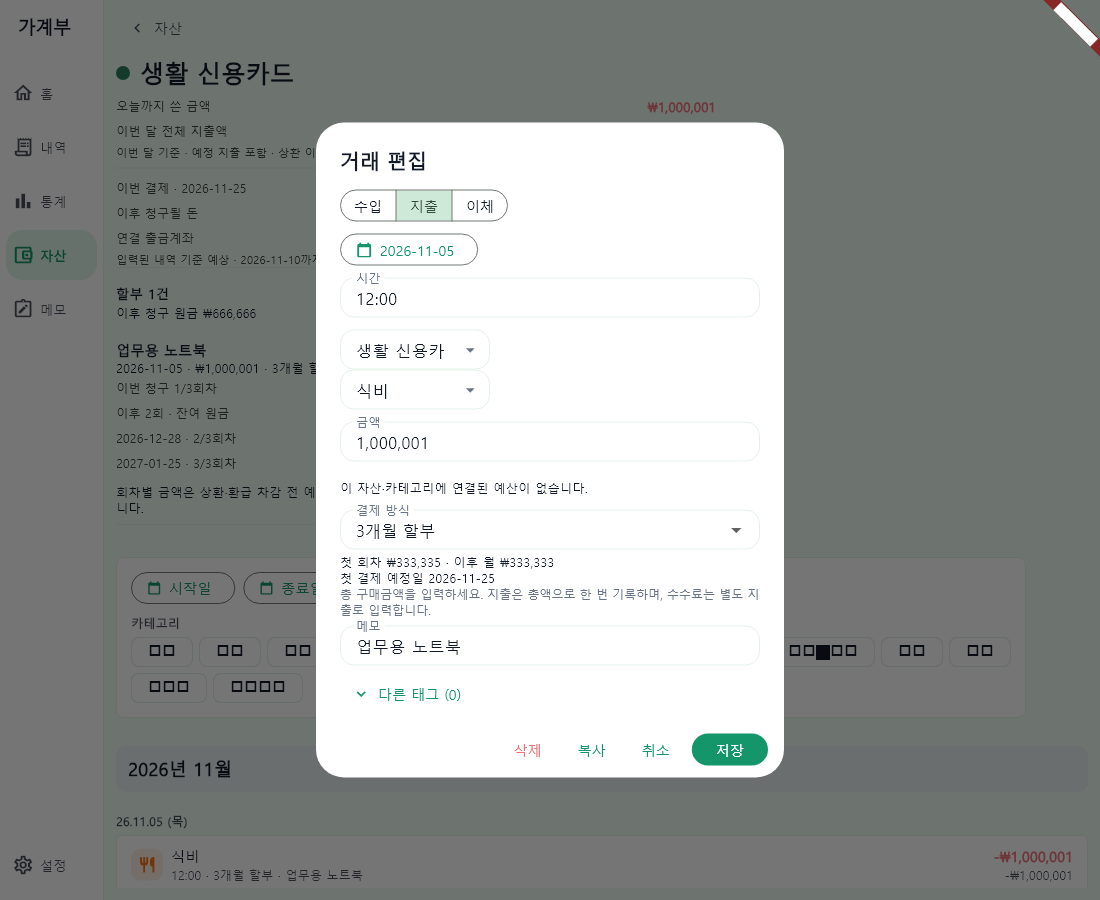 가계부
홈
내역
통계
자산
메모
설정
자산
생활 신용카드
오늘까지 쓴 금액
₩1,000,001
이번 달 전체 지출액
이번 달 기준 · 예정 지출 포함 · 상환 이
이번 결제 · 2026-11-25
이후 청구될 돈
연결 출금계좌
입력된 내역 기준 예상 · 2026-11-10까지
할부 1건
이후 청구 원금 ₩666,666
업무용 노트북
2026-11-05 · ₩1,000,001 · 3개월 할
이번 청구 1/3회차
이후 2회 · 잔여 원금
2026-12-28 · 2/3회차
2027-01-25 · 3/3회차
회차별 금액은 상환·환급 차감 전 예
니다.
시작일
종료일
카테고리
거래 편집
수입
지출
이체
2026-11-05
시간
12:00
생활 신용카
식비
금액
1,000,001
이 자산·카테고리에 연결된 예산이 없습니다.
결제 방식
3개월 할부
첫 회차 ₩333,335 · 이후 월 ₩333,333
첫 결제 예정일 2026-11-25
총 구매금액을 입력하세요. 지출은 총액으로 한 번 기록하며, 수수료는 별도 지
출로 입력합니다.
메모
업무용 노트북
다른 태그 (0)
삭제
복사
취소
저장
2026년 11월
26.11.05 (목)
식비
-₩1,000,001
12:00 · 3개월 할부 · 업무용 노트북
-₩1,000,001